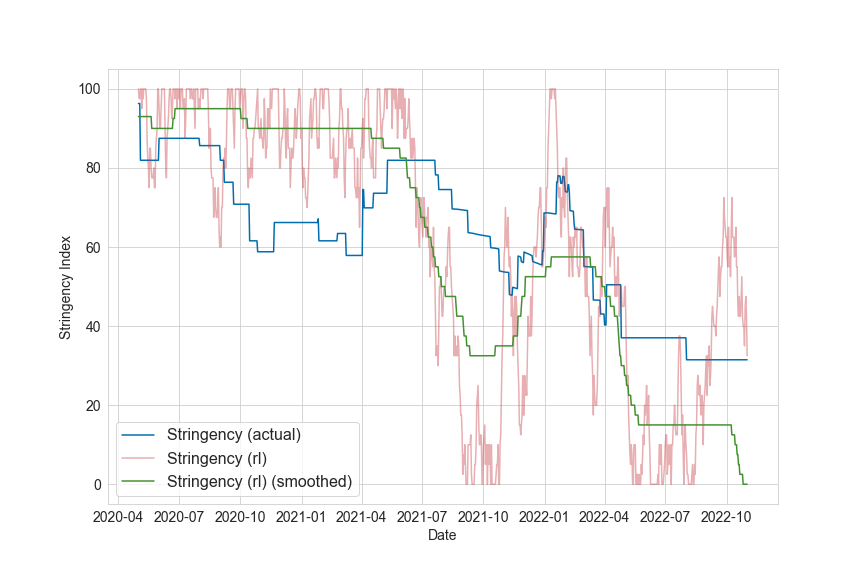 100
80
60
40
20
0
Stringency Index
Stringency (actual)
Stringency (rl)
Stringency (rl) (smoothed)
2020-04 2020-07 2020-10 2021-01 2021-04 2021-07 2021-10 2022-01 2022-04 2022-07 2022-10
Date